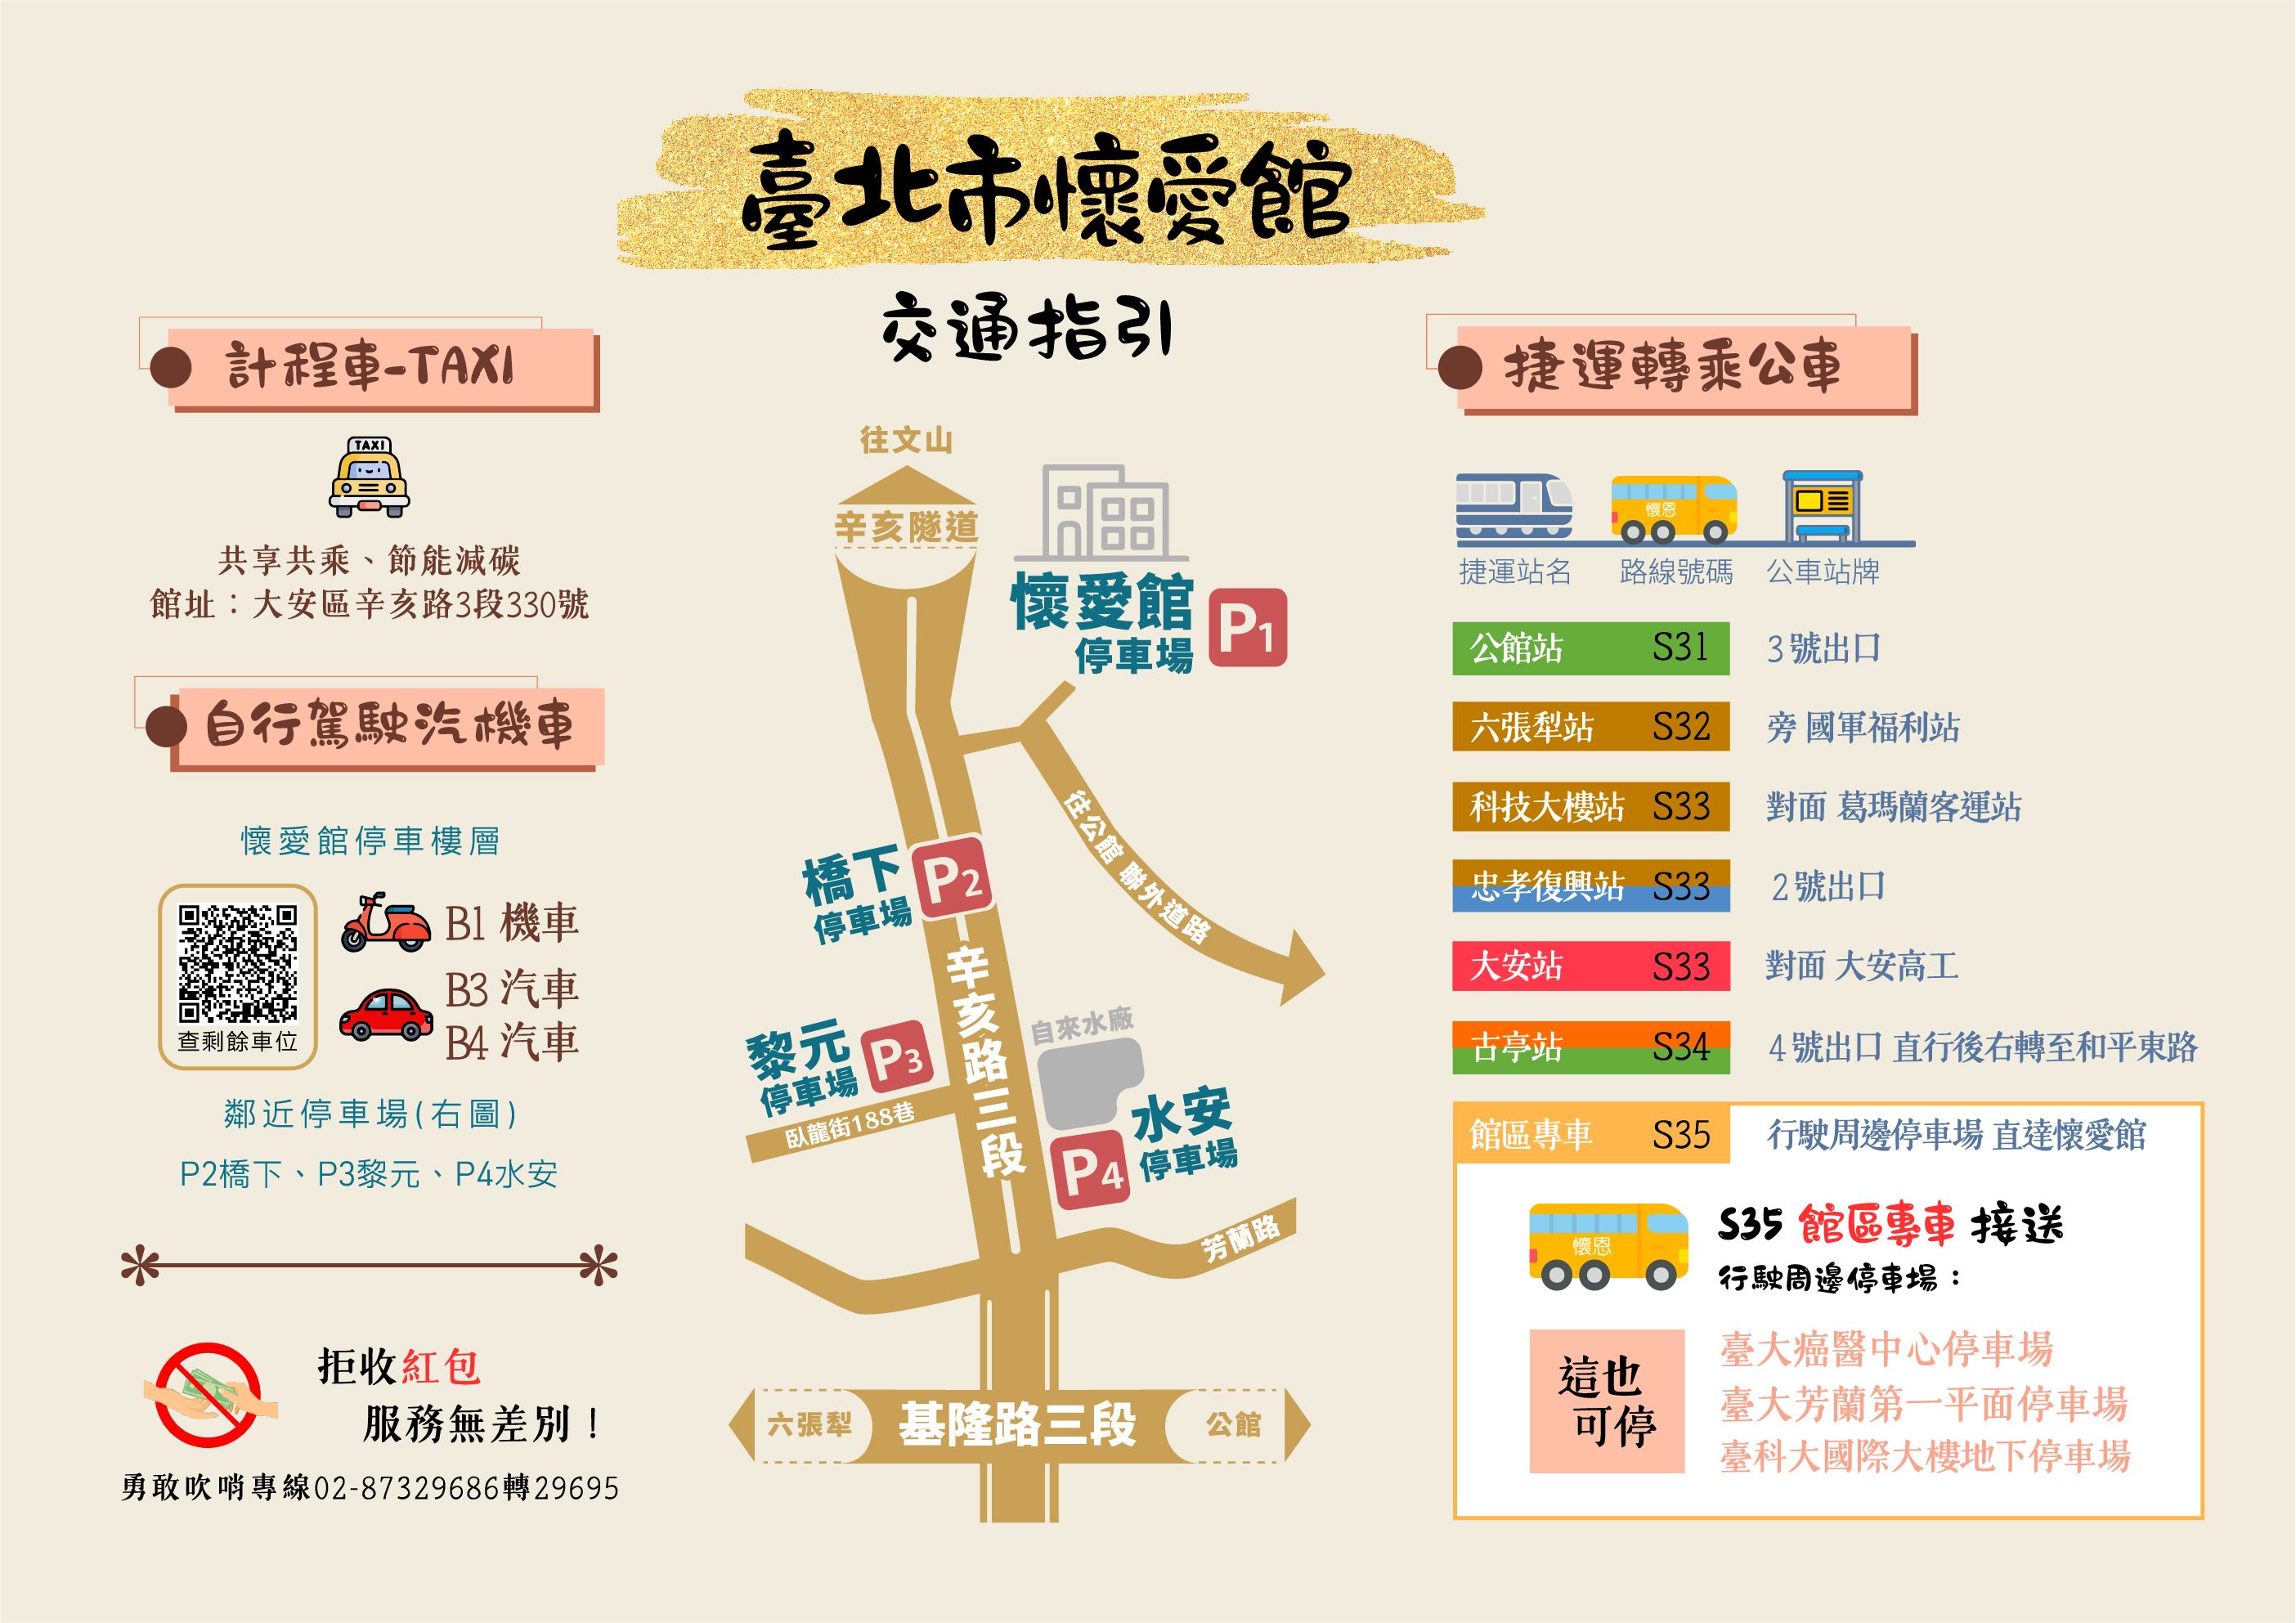 臺北市懷愛館
交通指引
計程車-TAXI
TAXI
共享共乘、節能減碳
館址：大安區辛亥路3段330號
自行駕駛汽機車
懷愛館停車樓層
查剩餘車位
B1 機車
B3 汽車
B4 汽車
鄰近停車場(右圖)
P2橋下、P3黎元、P4水安
拒收紅包
服務無差別！
勇敢吹哨專線02-87329686轉29695
往文山
辛亥隧道
懷愛館
停車場
P1
往公館 聯外道路
橋下
停車場
P2
辛亥路三段
黎元
停車場
P3
臥龍街188巷
自來水廠
水安
停車場
P4
芳蘭路
六張犁
基隆路三段
公館
捷運轉乘公車
懷恩
捷運站名 路線號碼 公車站牌
公館站 S31 3號出口
六張犁站 S32 旁 國軍福利站
科技大樓站 S33 對面 葛瑪蘭客運站
忠孝復興站 S33 2號出口
大安站 S33 對面 大安高工
古亭站 S34 4號出口 直行後右轉至和平東路
館區專車 S35 行駛周邊停車場 直達懷愛館
懷恩
S35 館區專車 接送
行駛周邊停車場：
這也
可停
臺大癌醫中心停車場
臺大芳蘭第一平面停車場
臺科大國際大樓地下停車場